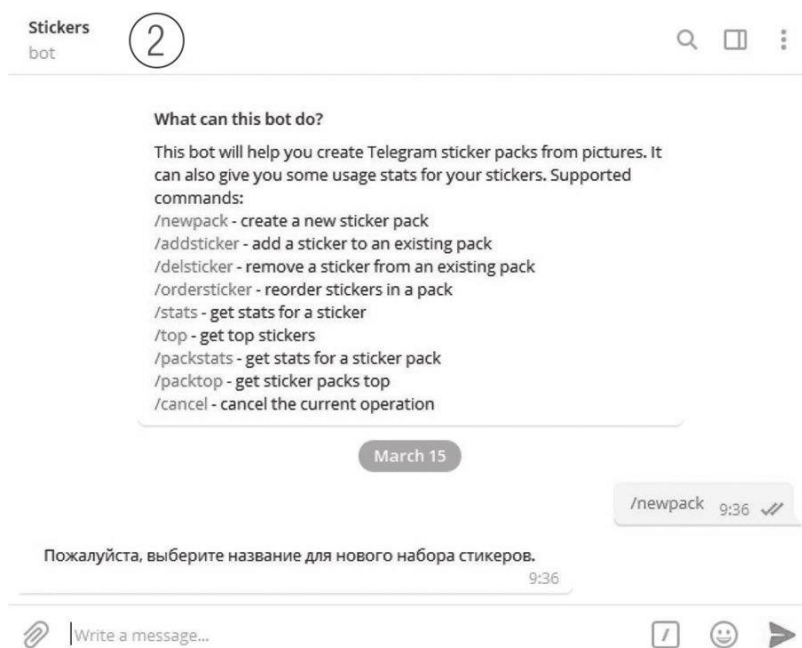 Stickers
bot
2
What can this bot do?
This bot will help you create Telegram sticker packs from pictures. It
can also give you some usage stats for your stickers. Supported
commands:
/newpack - create a new sticker pack
/addsticker - add a sticker to an existing pack
/delsticker - remove a sticker from an existing pack
/ordersticker - reorder stickers in a pack
/stats - get stats for a sticker
/top - get top stickers
/packstats - get stats for a sticker pack
/packtop - get sticker packs top
/cancel - cancel the current operation
March 15
/newpack 9:36
Пожалуйста, выберите название для нового набора стикеров.
9:36
Write a message...